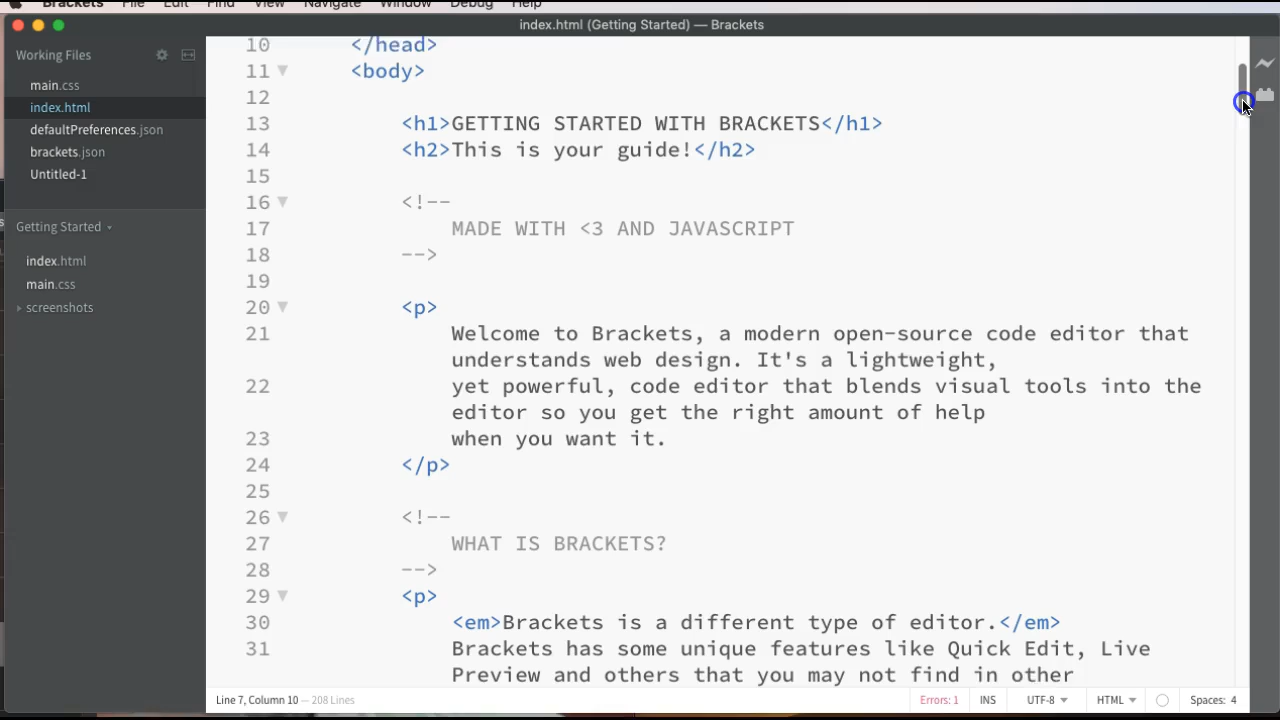 Brackets File Edit Find View Navigate Window Debug Help
index.html (Getting Started) — Brackets
Working Files
main.css
index.html
defaultPreferences.json
brackets.json
Untitled-1
Getting Started
index.html
main.css
screenshots
10 </head>
11 <body>
12
13 <h1>GETTING STARTED WITH BRACKETS</h1>
14 <h2>This is your guide!</h2>
15
16 <!--
17 MADE WITH <3 AND JAVASCRIPT
18 -->
19
20 <p>
21 Welcome to Brackets, a modern open-source code editor that
understands web design. It's a lightweight,
22 yet powerful, code editor that blends visual tools into the
editor so you get the right amount of help
23 when you want it.
24 </p>
25
26 <!--
27 WHAT IS BRACKETS?
28 -->
29 <p>
30 <em>Brackets is a different type of editor.</em>
31 Brackets has some unique features like Quick Edit, Live
Preview and others that you may not find in other
Line 7, Column 10 — 208 Lines
Errors: 1 INS UTF-8 HTML Spaces: 4